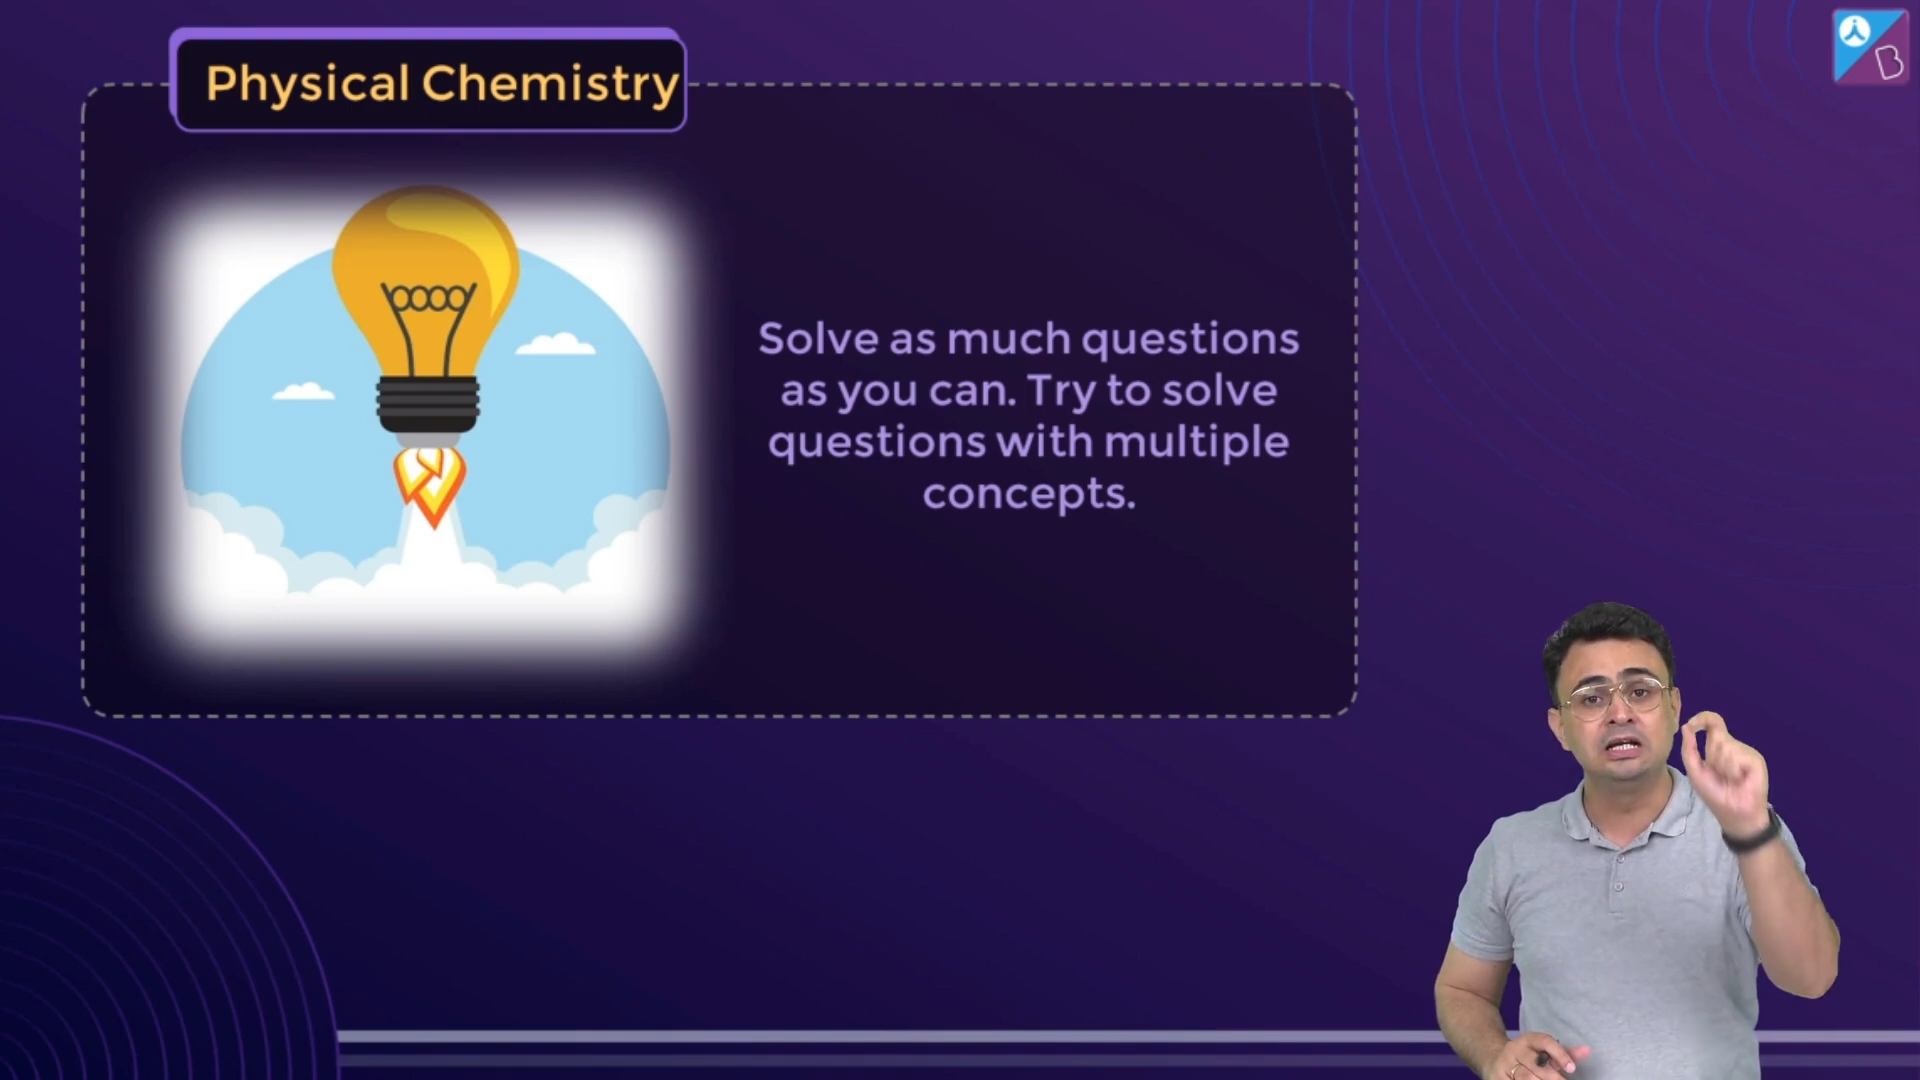 Physical Chemistry
Solve as much questions
as you can. Try to solve
questions with multiple
concepts.
B